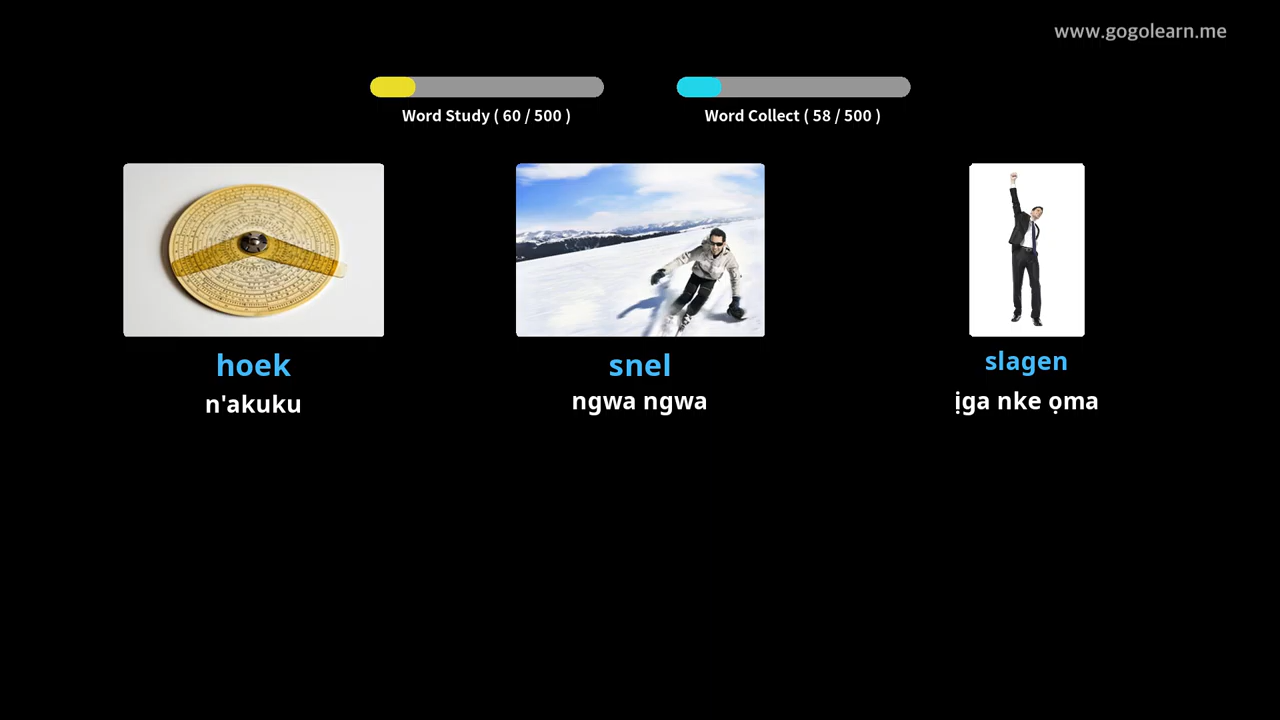 www.gogolearn.me
Word Study ( 60 / 500 )
Word Collect ( 58 / 500 )
hoek
n'akuku
snel
ngwa ngwa
slagen
ịga nke ọma